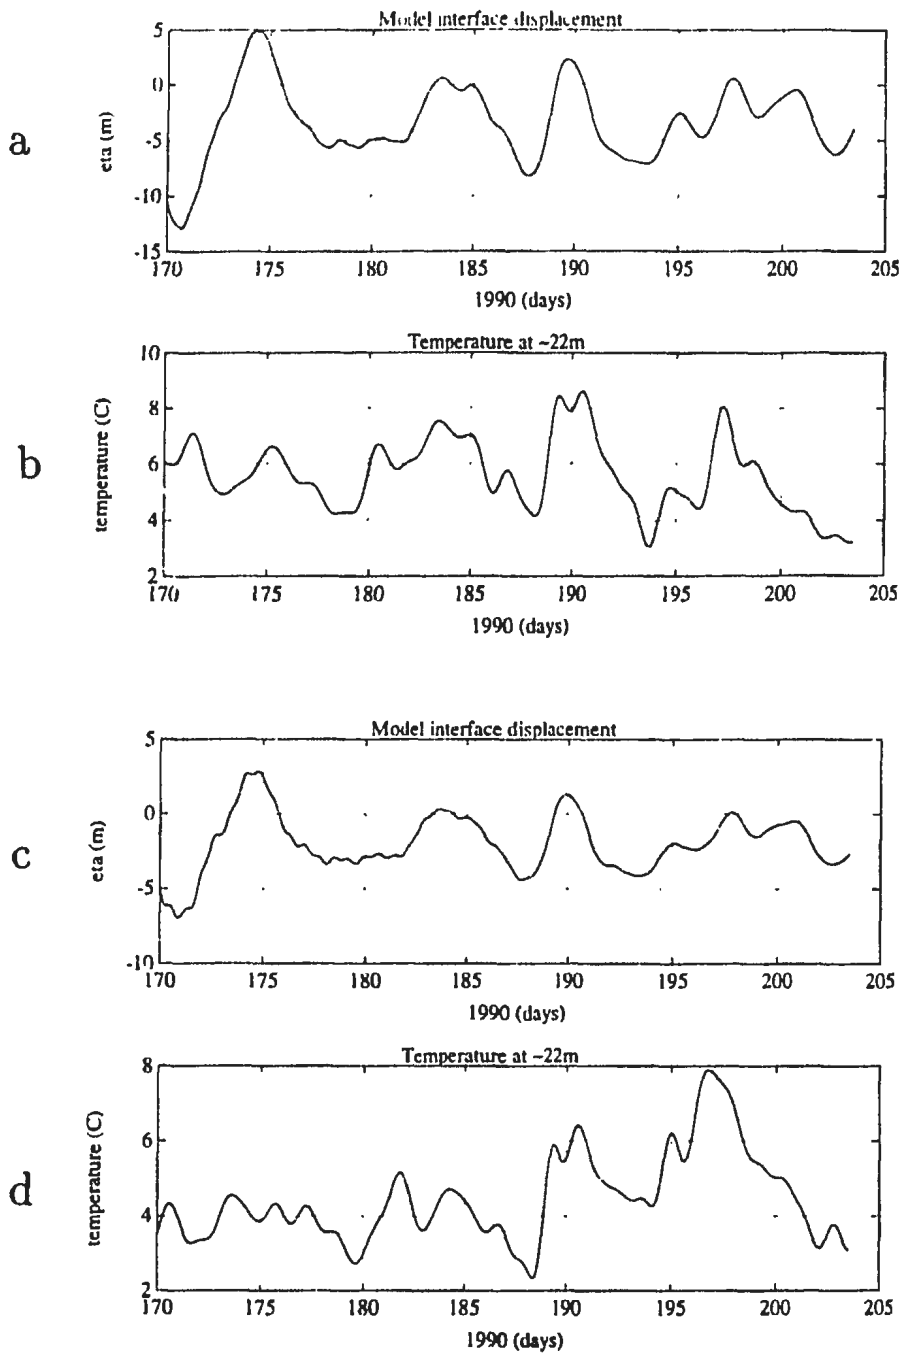 Model interface displacement
a
eta (m)
5
0
-5
-10
-15
170 175 180 185 190 195 200 205
1990 (days)
Temperature at ~22m
b
temperature (C)
10
8
6
4
2
170 175 180 185 190 195 200 205
1990 (days)
Model interface displacement
c
eta (m)
5
0
-5
-10
170 175 180 185 190 195 200 205
1990 (days)
Temperature at ~22m
d
temperature (C)
8
6
4
2
170 175 180 185 190 195 200 205
1990 (days)